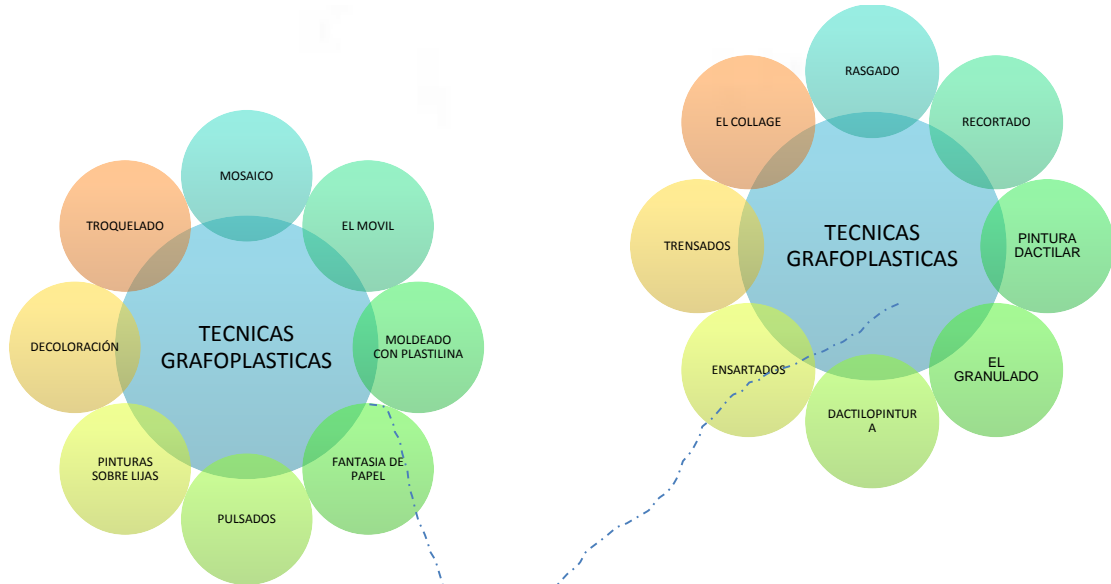 MOSAICO
EL MOVIL
MOLDEADO
CON PLASTILINA
FANTASIA DE
PAPEL
PULSADOS
PINTURAS
SOBRE LIJAS
DECOLORACIÓN
TROQUELADO
TECNICAS
GRAFOPLASTICAS
RASGADO
RECORTADO
PINTURA
DACTILAR
EL
GRANULADO
DACTILOPINTUR
A
ENSARTADOS
TRENSADOS
EL COLLAGE
TECNICAS
GRAFOPLASTICAS